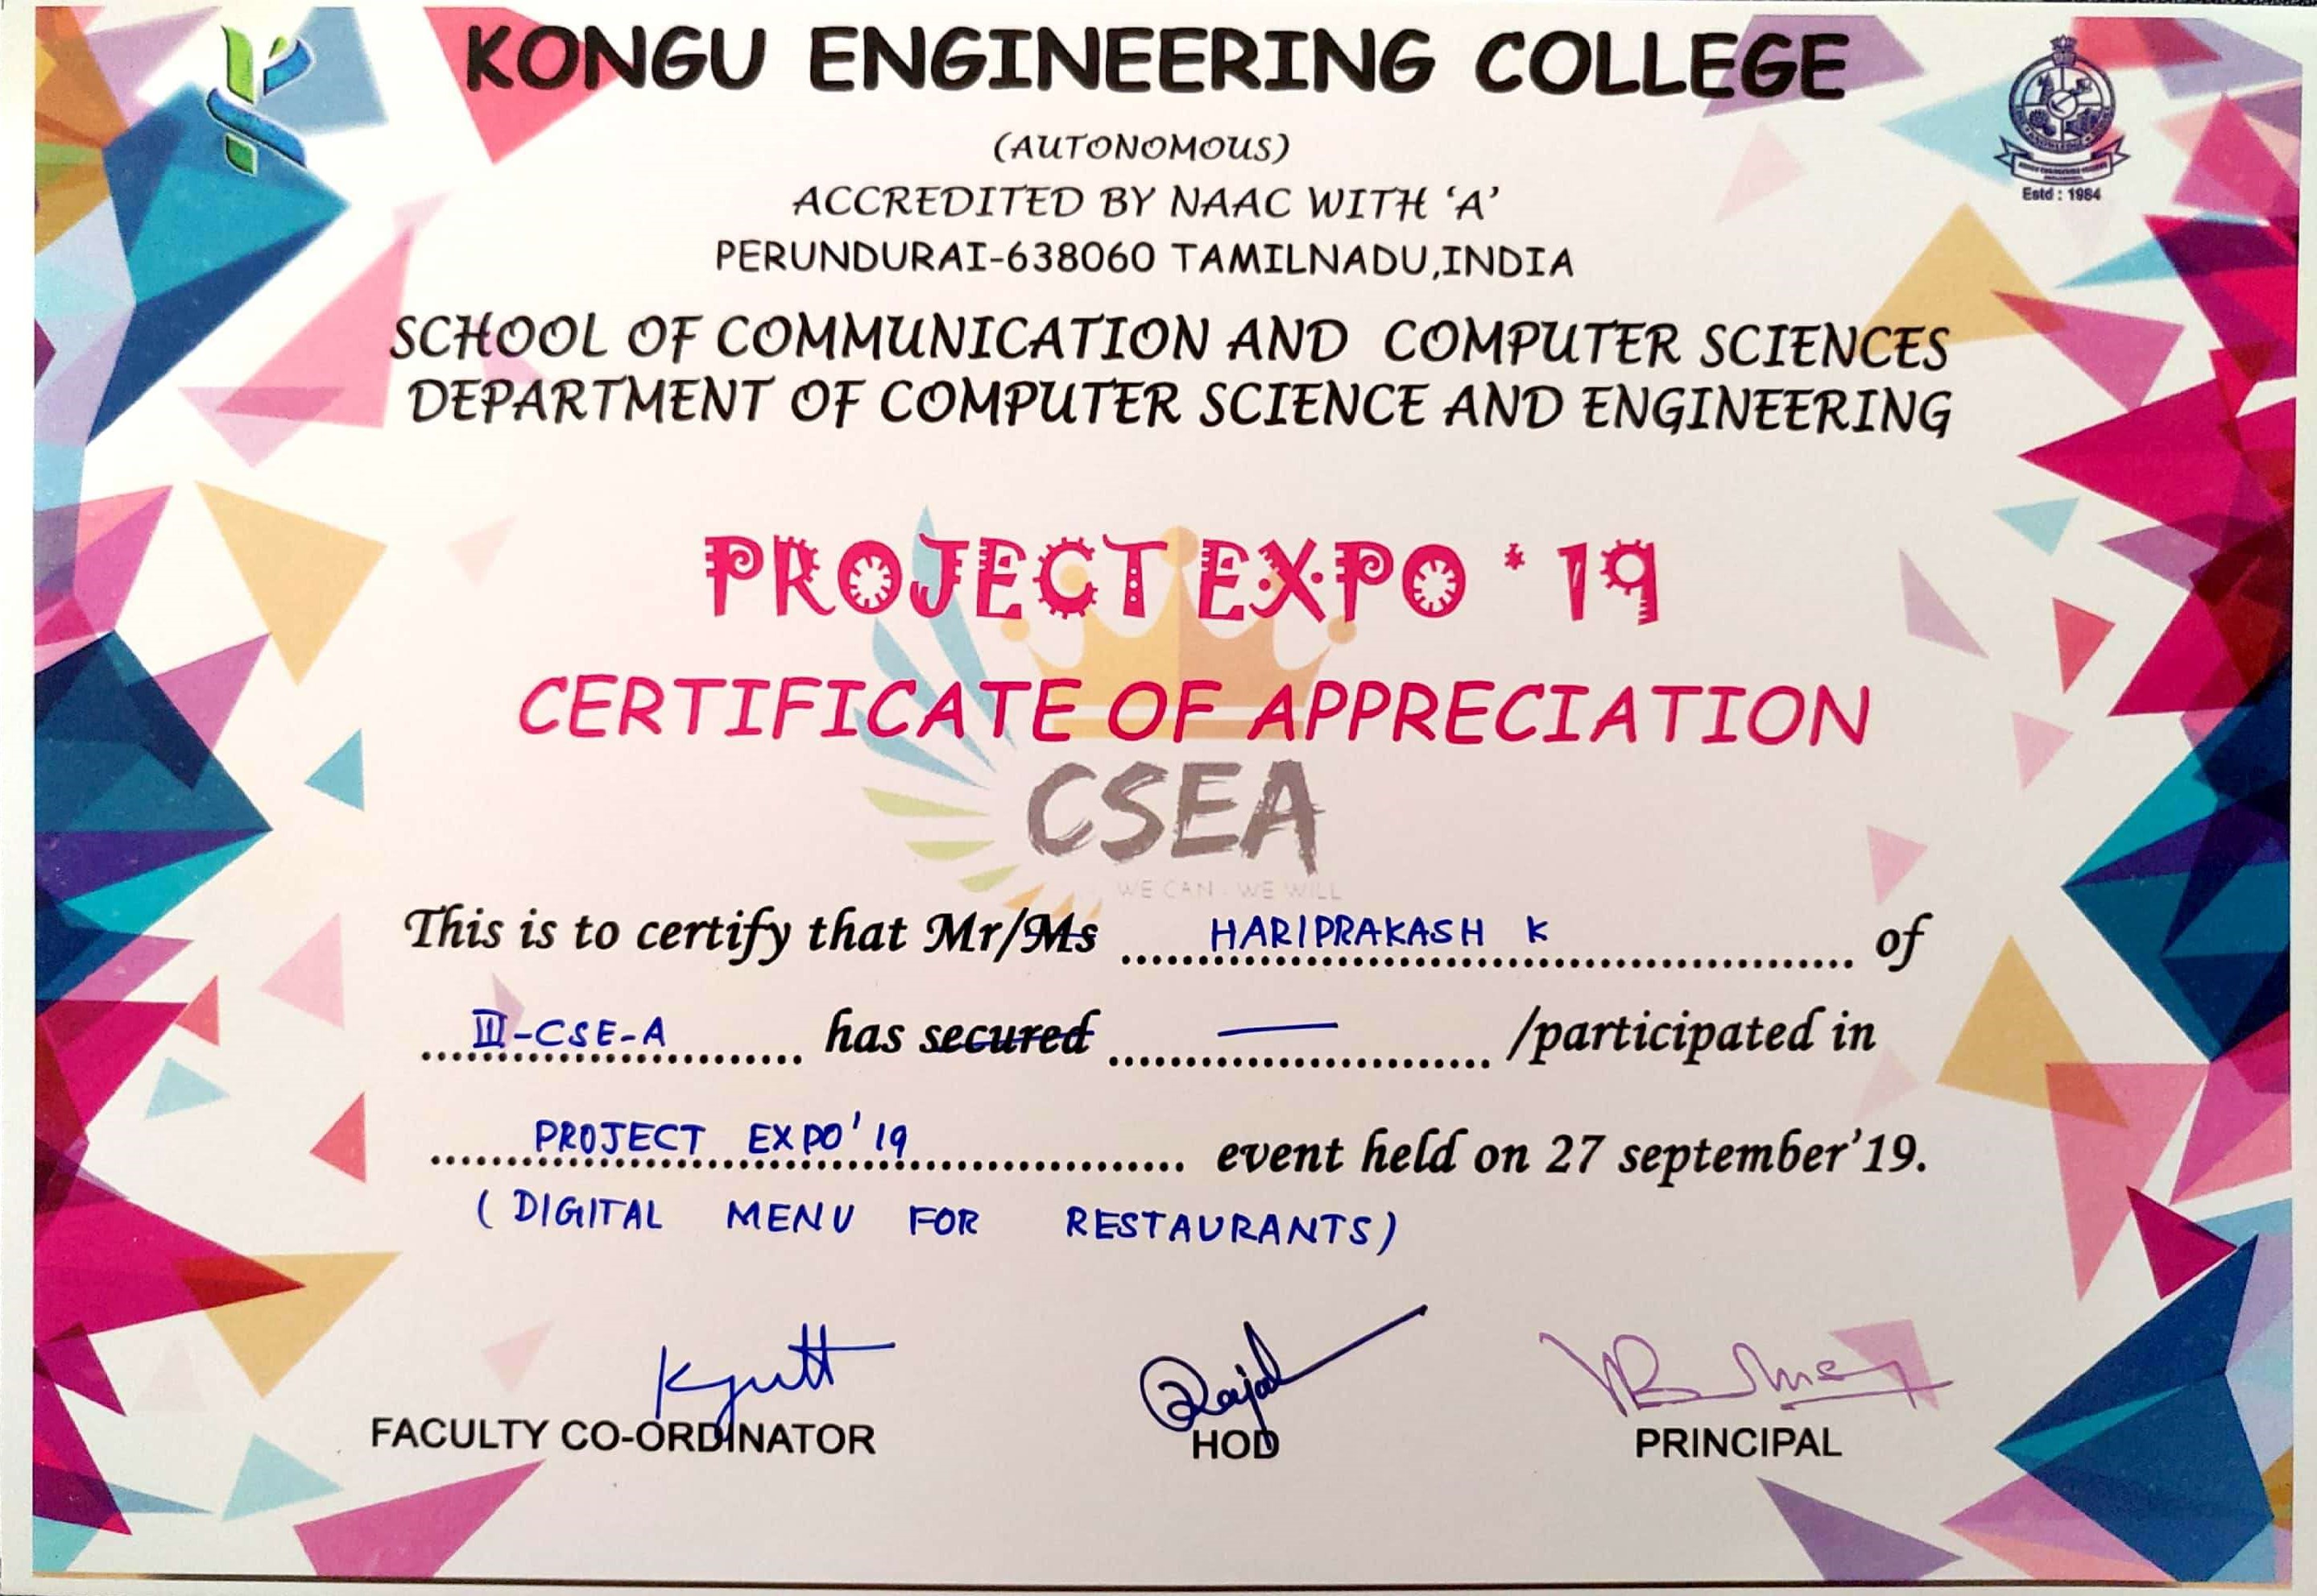 KONGU ENGINEERING COLLEGE
(AUTONOMOUS)
ACCREDITED BY NAAC WITH ‘A’
Estd : 1984
PERUNDURAI-638060 TAMILNADU,INDIA
SCHOOL OF COMMUNICATION AND COMPUTER SCIENCES
DEPARTMENT OF COMPUTER SCIENCE AND ENGINEERING
PROJECT EXPO ' 19
CERTIFICATE OF APPRECIATION
CSEA
WE CAN - WE WILL
This is to certify that Mr/Ms HARIPRAKASH K of
III-CSE-A has secured — /participated in
PROJECT EXPO'19 event held on 27 september'19.
(DIGITAL MENU FOR RESTAURANTS)
FACULTY CO-ORDINATOR HOD PRINCIPAL